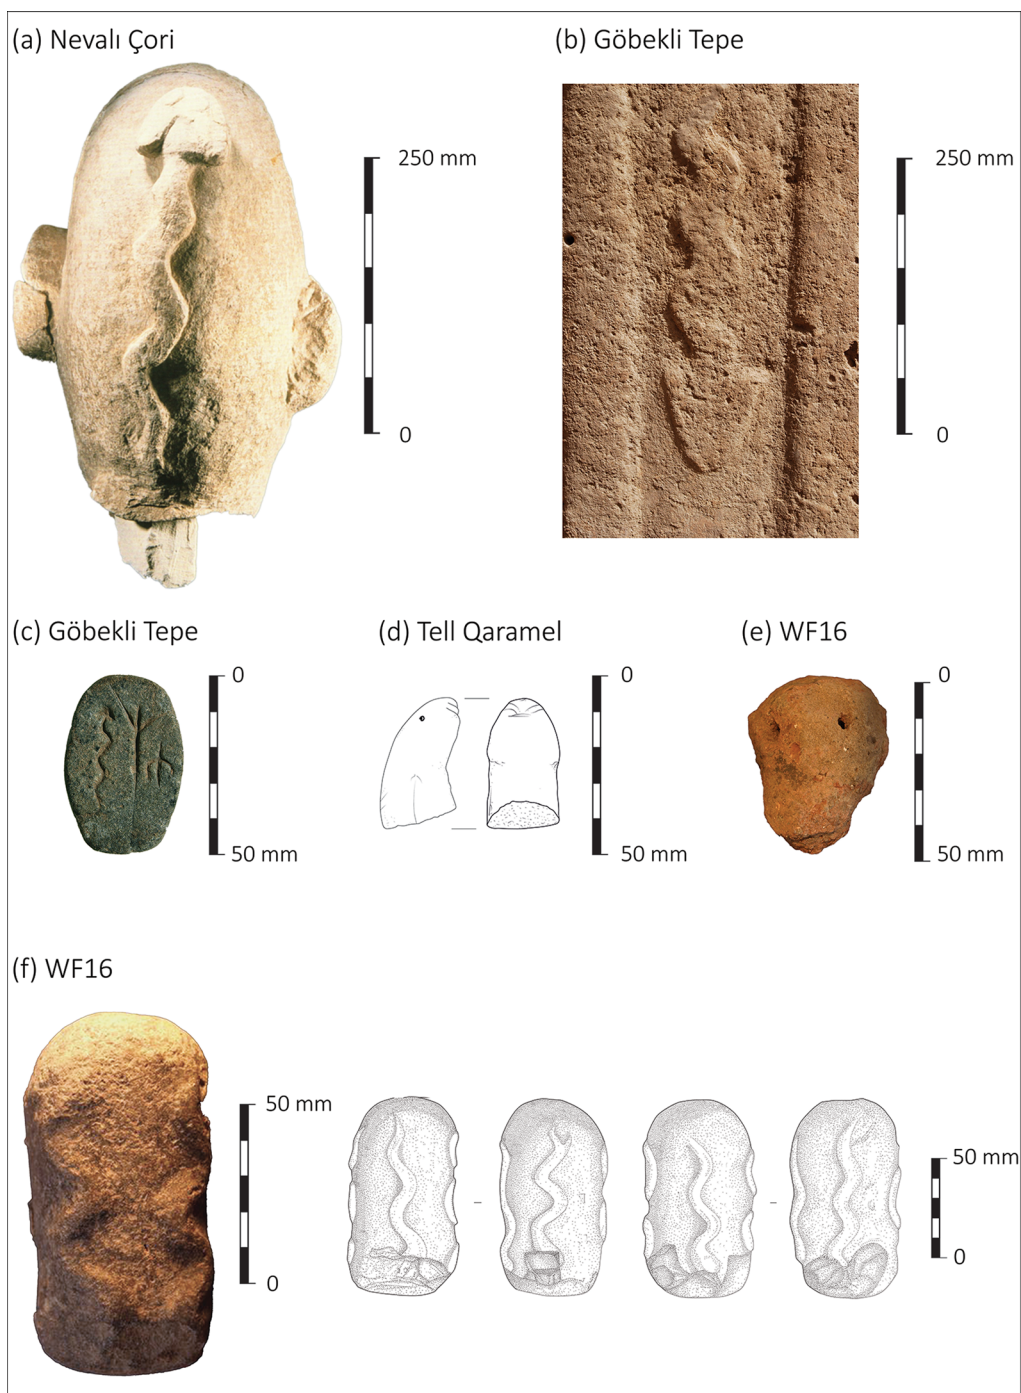 (a) Nevalı Çori
(b) Göbekli Tepe
250 mm
0
250 mm
0
(c) Göbekli Tepe
(d) Tell Qaramel
(e) WF16
0
50 mm
0
50 mm
0
50 mm
(f) WF16
50 mm
0
50 mm
0